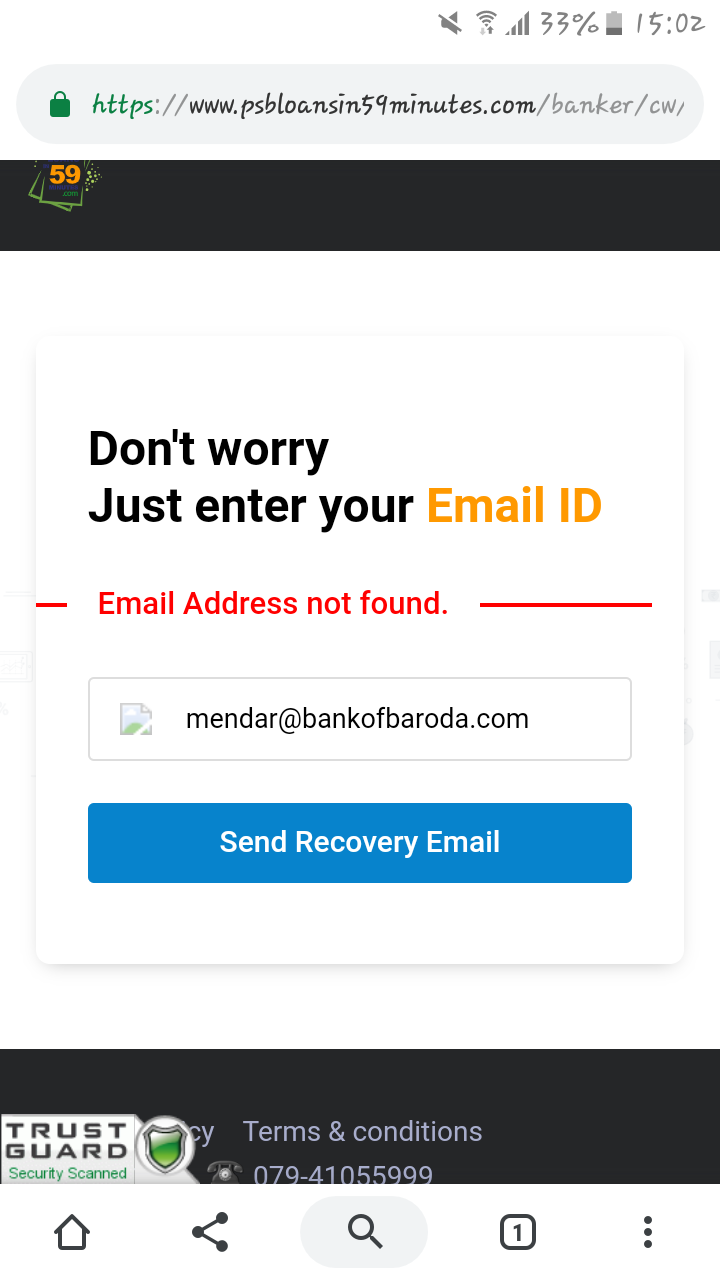 33% 15:02
https://www.psbloansin59minutes.com/banker/cw/
59
.com
Don't worry
Just enter your Email ID
Email Address not found.
mendar@bankofbaroda.com
Send Recovery Email
TRUST
GUARD
Security Scanned
cy Terms & conditions
079-41055999
1